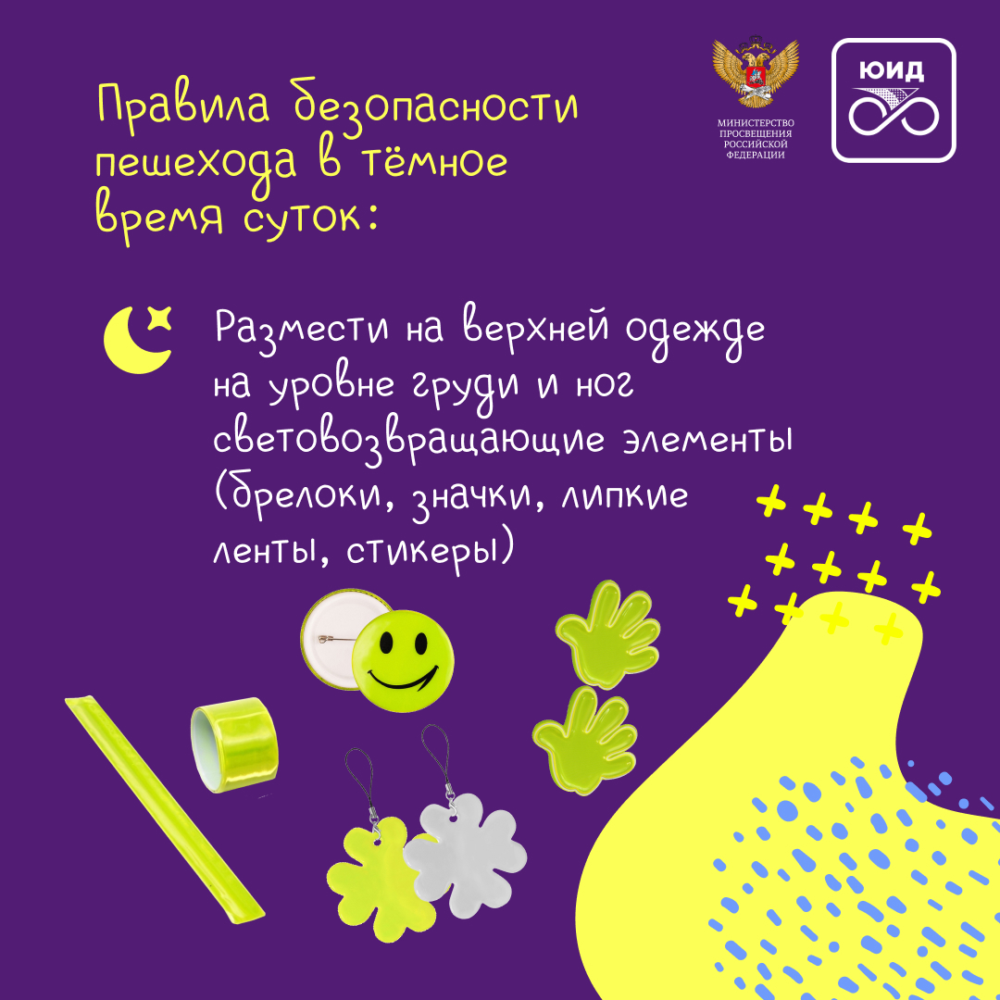 Правила безопасности
пешехода в тёмное
время суток:
МИНИСТЕРСТВО
ПРОСВЕЩЕНИЯ
РОССИЙСКОЙ
ФЕДЕРАЦИИ
ЮИД
Размести на верхней одежде
на уровне груди и ног
световозвращающие элементы
(брелоки, значки, липкие
ленты, стикеры)